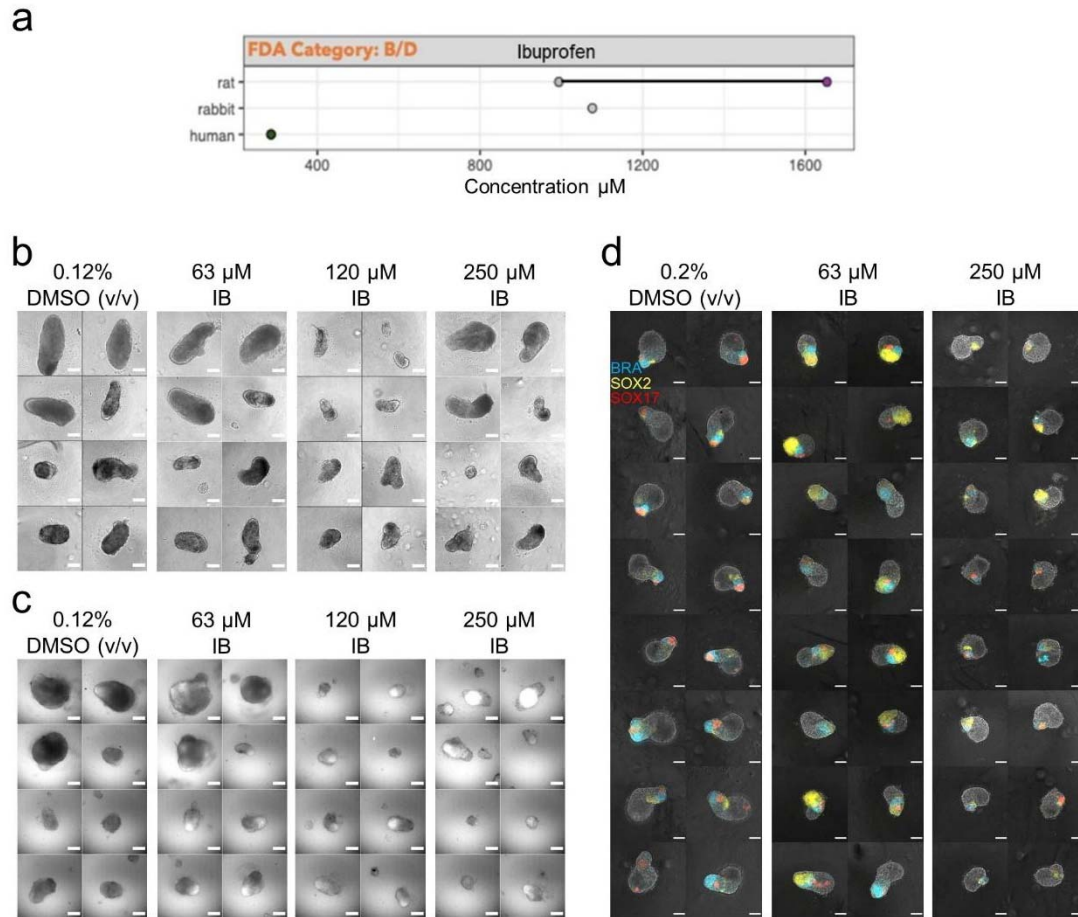 a
FDA Category: B/D Ibuprofen
rat
rabbit
human
400 800 1200 1600
Concentration µM
b
0.12% 63 µM 120 µM 250 µM
DMSO (v/v) IB IB IB
c
0.12% 63 µM 120 µM 250 µM
DMSO (v/v) IB IB IB
d
0.2% 63 µM 250 µM
DMSO (v/v) IB IB
BRA
SOX2
SOX17